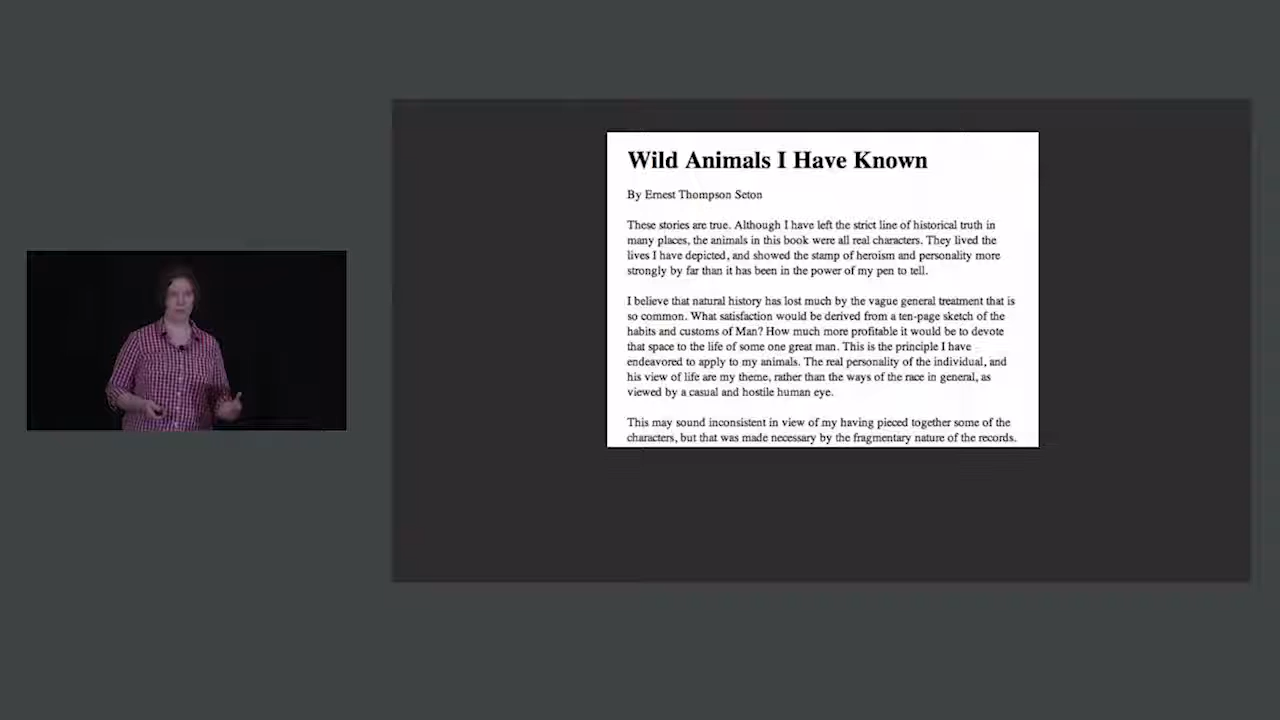 Wild Animals I Have Known
By Ernest Thompson Seton
These stories are true. Although I have left the strict line of historical truth in
many places, the animals in this book were all real characters. They lived the
lives I have depicted, and showed the stamp of heroism and personality more
strongly by far than it has been in the power of my pen to tell.
I believe that natural history has lost much by the vague general treatment that is
so common. What satisfaction would be derived from a ten-page sketch of the
habits and customs of Man? How much more profitable it would be to devote
that space to the life of some one great man. This is the principle I have
endeavored to apply to my animals. The real personality of the individual, and
his view of life are my theme, rather than the ways of the race in general, as
viewed by a casual and hostile human eye.
This may sound inconsistent in view of my having pieced together some of the
characters, but that was made necessary by the fragmentary nature of the records.